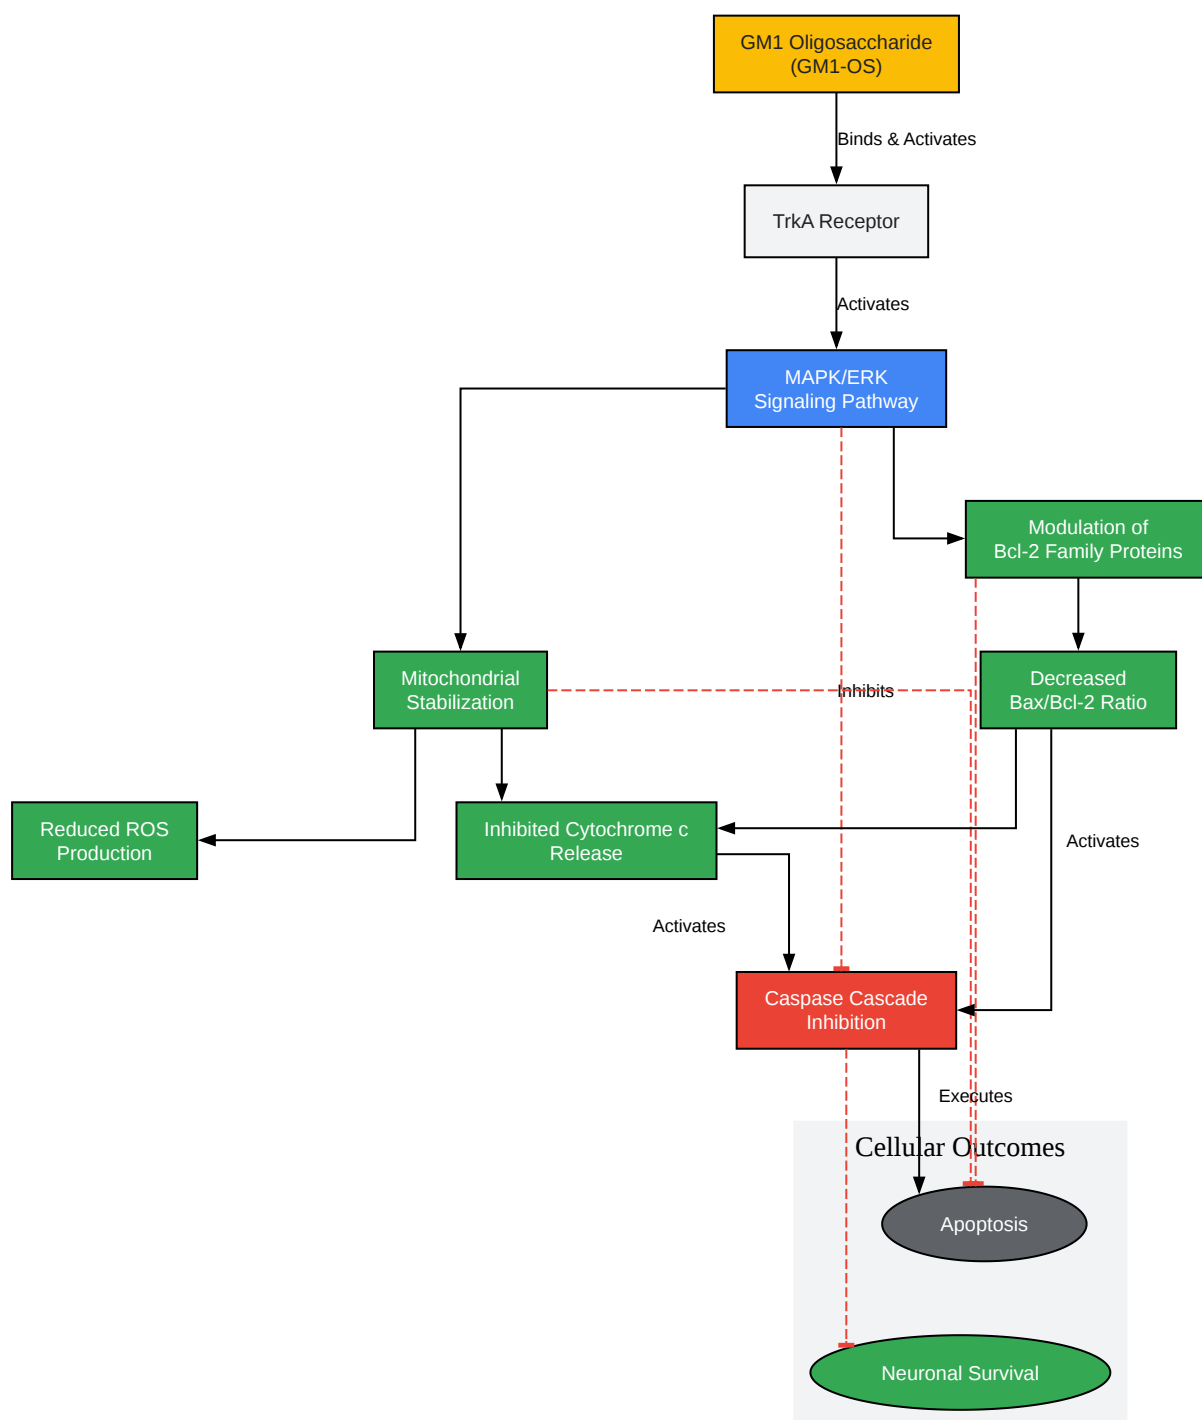 GM1 Oligosaccharide
(GM1-OS)
Binds & Activates
TrkA Receptor
Activates
MAPK/ERK
Signaling Pathway
Modulation of
Bcl-2 Family Proteins
Mitochondrial
Stabilization
Inhibits
Decreased
Bax/Bcl-2 Ratio
Reduced ROS
Production
Inhibited Cytochrome c
Release
Activates
Activates
Caspase Cascade
Inhibition
Executes
Cellular Outcomes
Apoptosis
Neuronal Survival